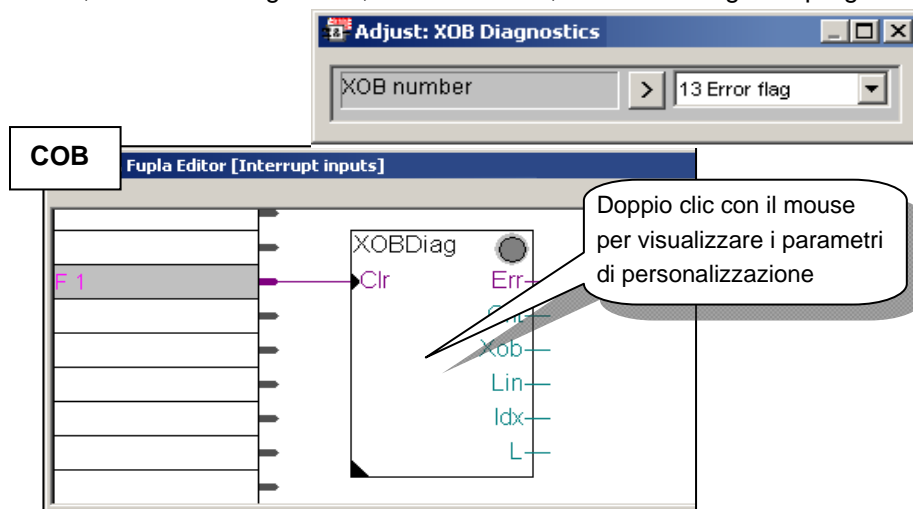 Adjust: XOB Diagnostics
XOB number
>
13 Error flag
COB
Fupla Editor [Interrupt inputs]
Doppio clic con il mouse
per visualizzare i parametri
di personalizzazione
XOBDiag
F 1
Clr
Err
Xob
Lin
Idx
L